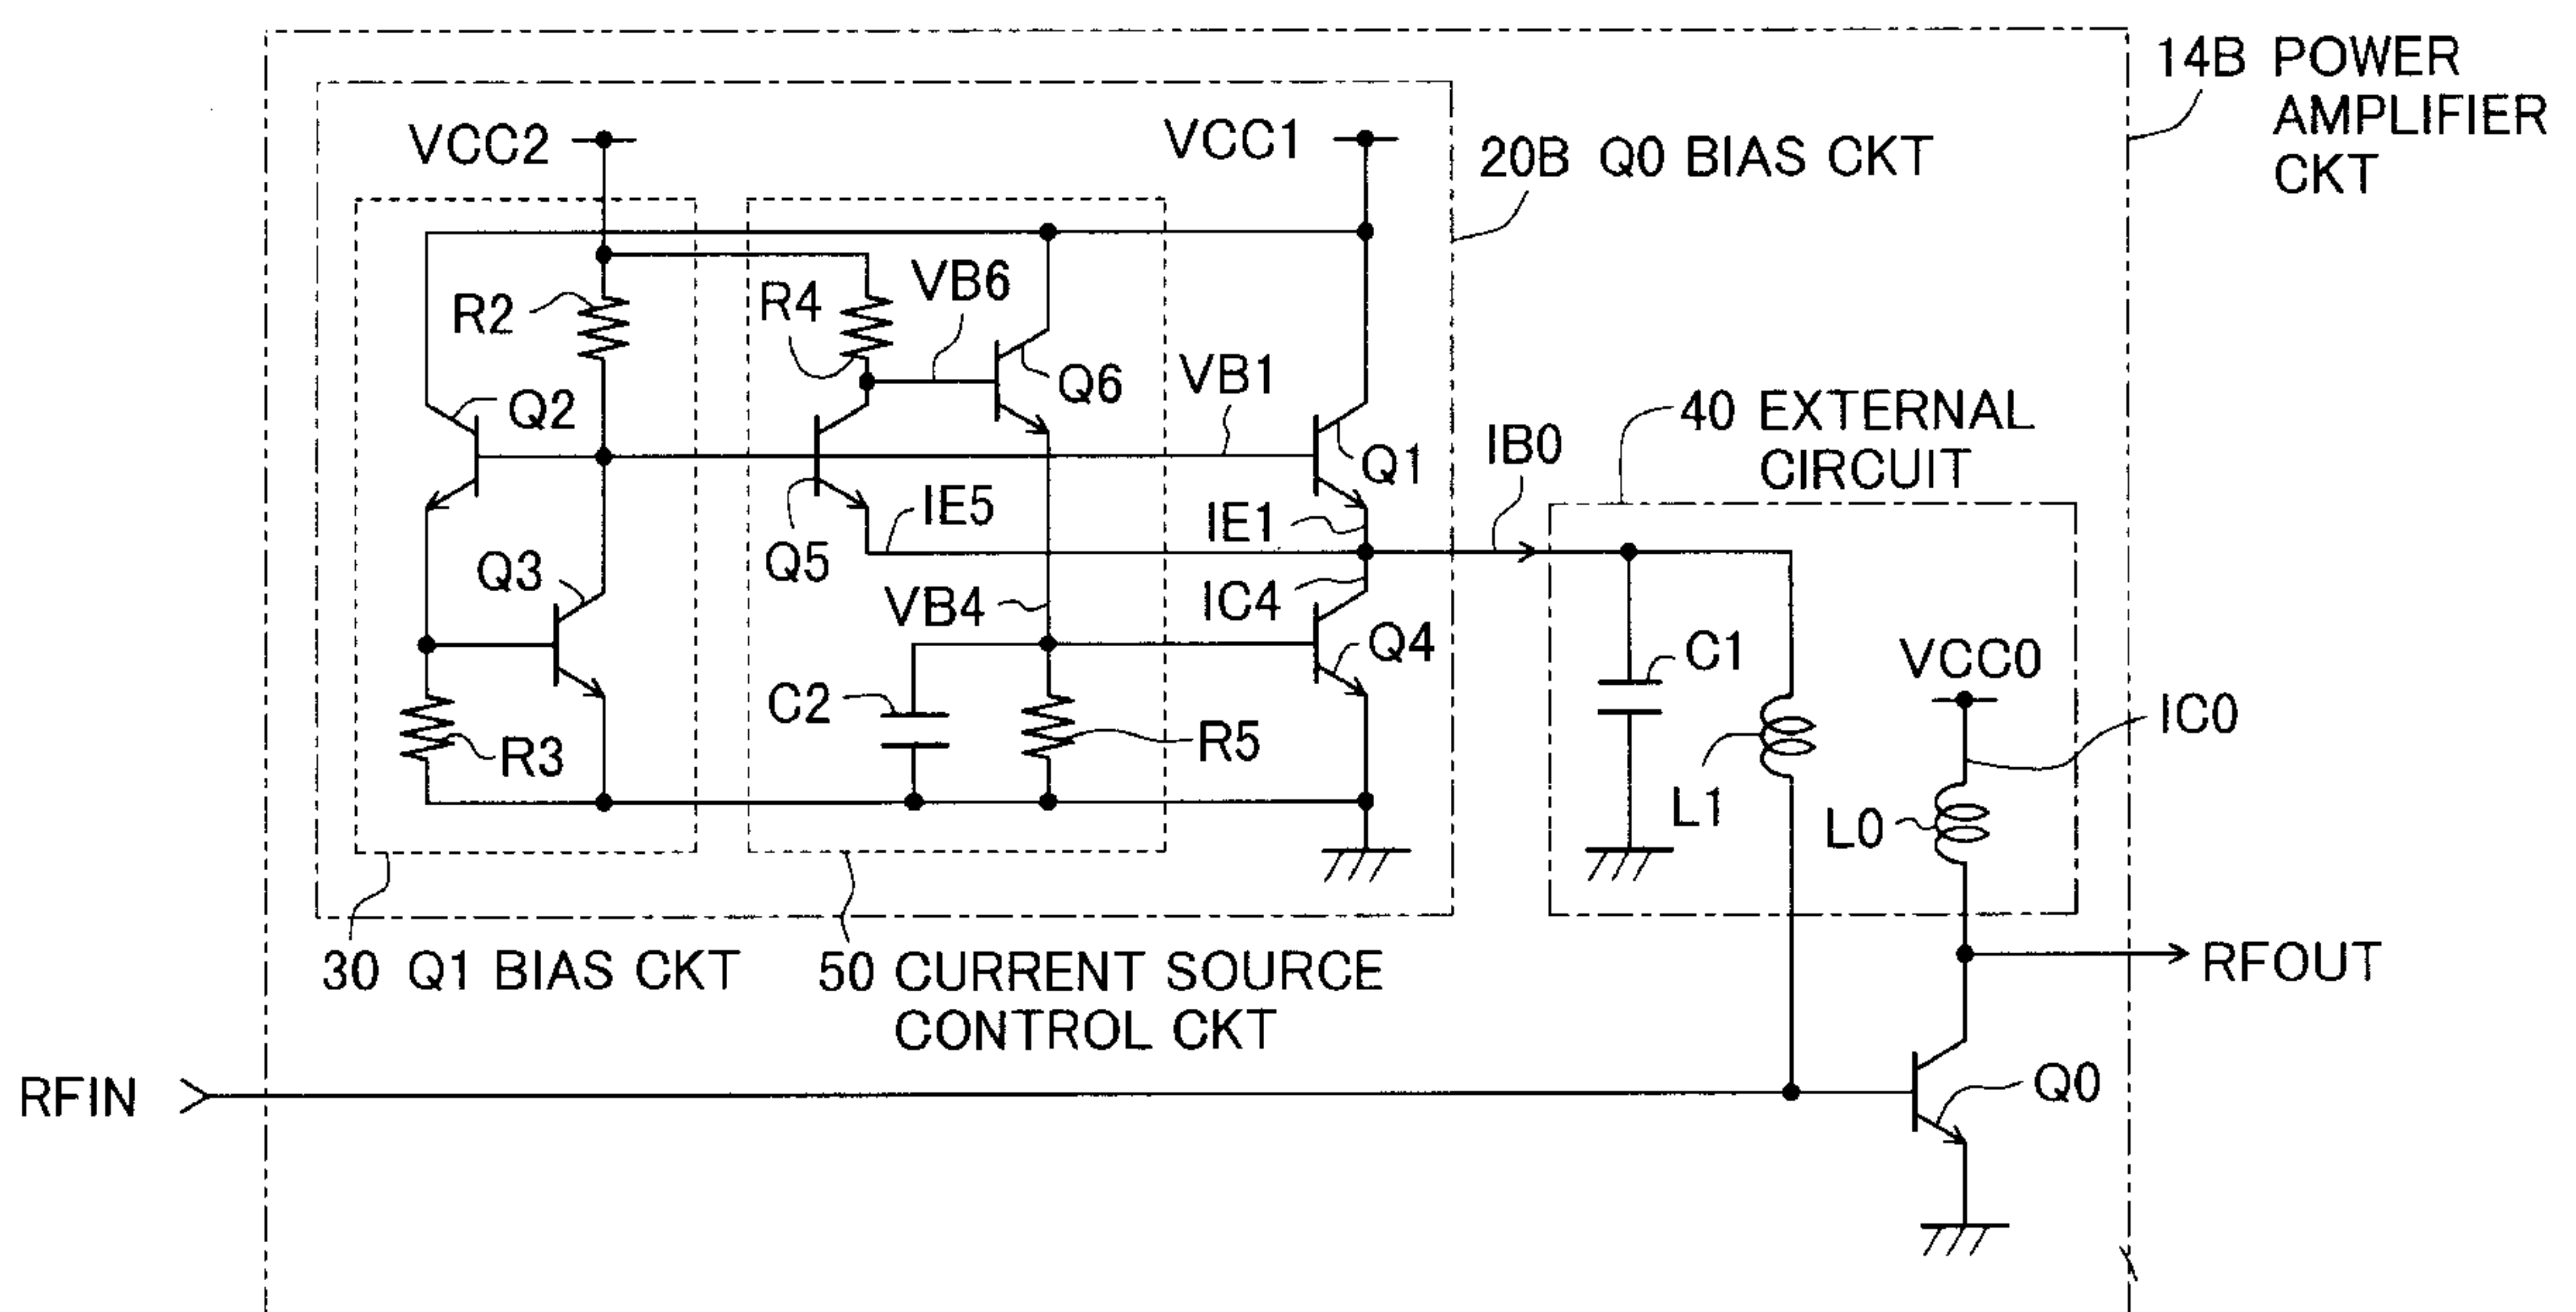 14B POWER
AMPLIFIER
CKT
VCC2
VCC1
20B Q0 BIAS CKT
R2
R4
VB6
Q6
VB1
Q2
Q1
IB0
40 EXTERNAL
CIRCUIT
IE5
IE1
Q5
Q3
VB4
IC4
Q4
C1
VCC0
C2
R5
R3
IC0
L1
L0
30 Q1 BIAS CKT
50 CURRENT SOURCE
CONTROL CKT
RFOUT
RFIN
Q0